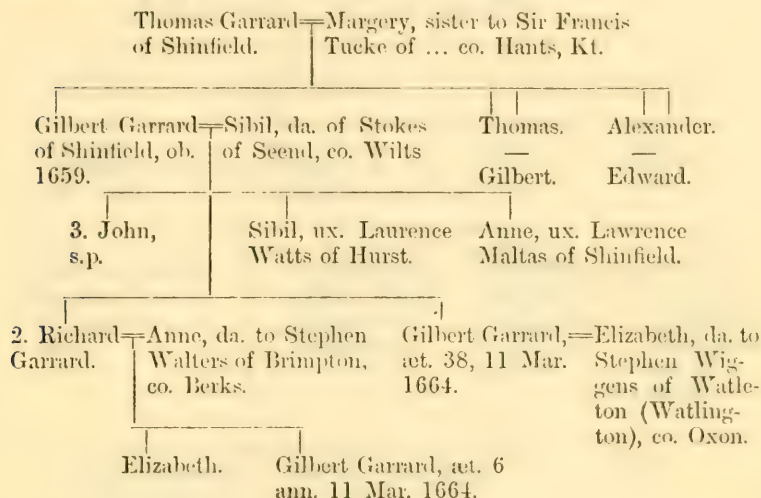 Thomas Garrard Margery, sister to Sir Francis
of Shinfield. Tucke of ... co. Hants, Kt.
Gilbert Garrard Sibil, da. of Stokes Thomas. Alexander.
of Shinfield, ob. of Seend, co. Wilts — —
1659. Gilbert. Edward.
3. John, Sibil, ux. Laurence Anne, ux. Lawrence
s.p. Watts of Hurst. Maltas of Shinfield.
2. Richard Anne, da. to Stephen Gilbert Garrard, Elizabeth, da. to
Garrard. Walters of Brimpton, æt. 38, 11 Mar. Stephen Wig-
co. Berks. 1664. gens of Watle-
ton (Watling-
ton), co. Oxon.
Elizabeth. Gilbert Garrard, æt. 6
ann. 11 Mar. 1664.